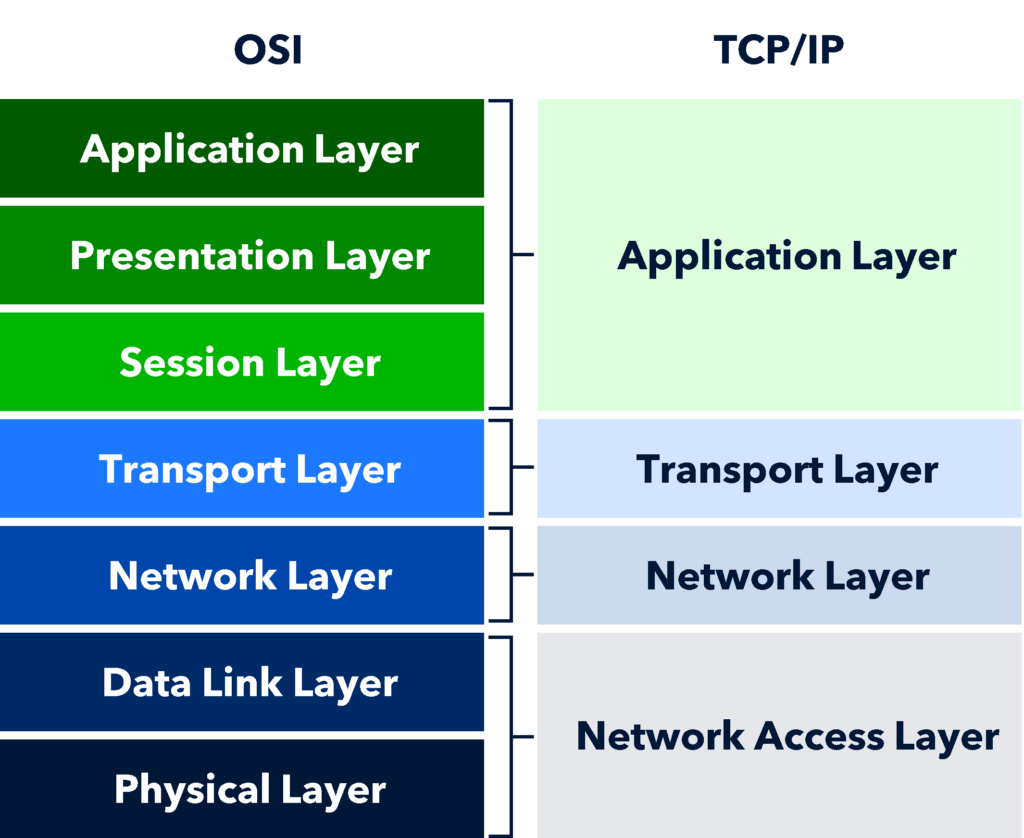 OSI
TCP/IP
Application Layer
Presentation Layer
Session Layer
Transport Layer
Network Layer
Data Link Layer
Physical Layer
Application Layer
Transport Layer
Network Layer
Network Access Layer